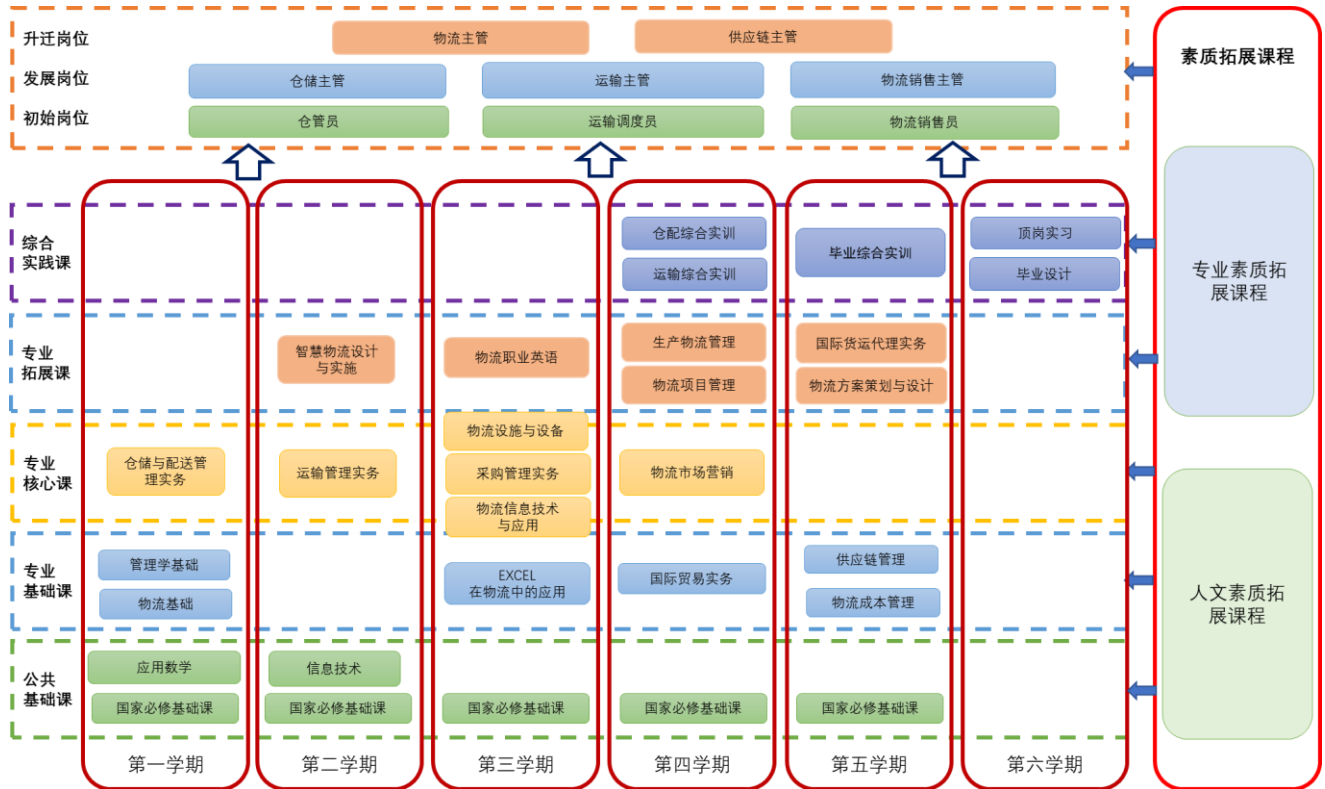 升迁岗位
物流主管
供应链主管
发展岗位
仓储主管
运输主管
物流销售主管
初始岗位
仓管员
运输调度员
物流销售员
素质拓展课程
专业素质拓
展课程
人文素质拓
展课程
综合
实践课
仓配综合实训
运输综合实训
毕业综合实训
顶岗实习
毕业设计
专业
拓展课
智慧物流设计
与实施
物流职业英语
生产物流管理
物流项目管理
国际货运代理实务
物流方案策划与设计
专业
核心课
仓储与配送管
理实务
运输管理实务
物流设施与设备
采购管理实务
物流信息技术
与应用
物流市场营销
专业
基础课
管理学基础
物流基础
EXCEL
在物流中的应用
国际贸易实务
供应链管理
物流成本管理
公共
基础课
应用数学
国家必修基础课
信息技术
国家必修基础课
国家必修基础课
国家必修基础课
国家必修基础课
第一学期
第二学期
第三学期
第四学期
第五学期
第六学期